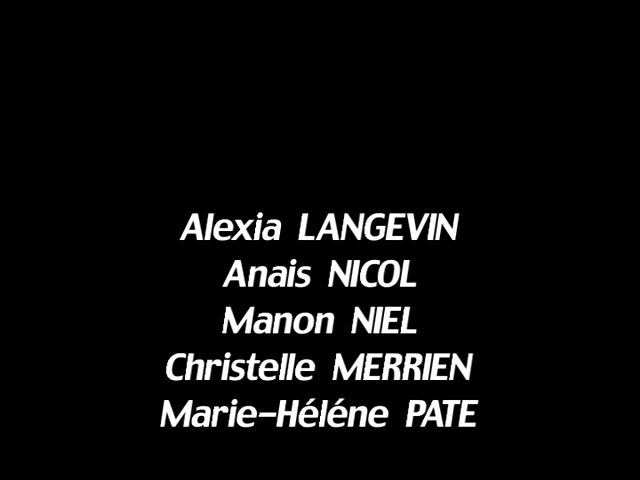 Alexia LANGEVIN
Anais NICOL
Manon NIEL
Christelle MERRIEN
Marie-Héléne PATE